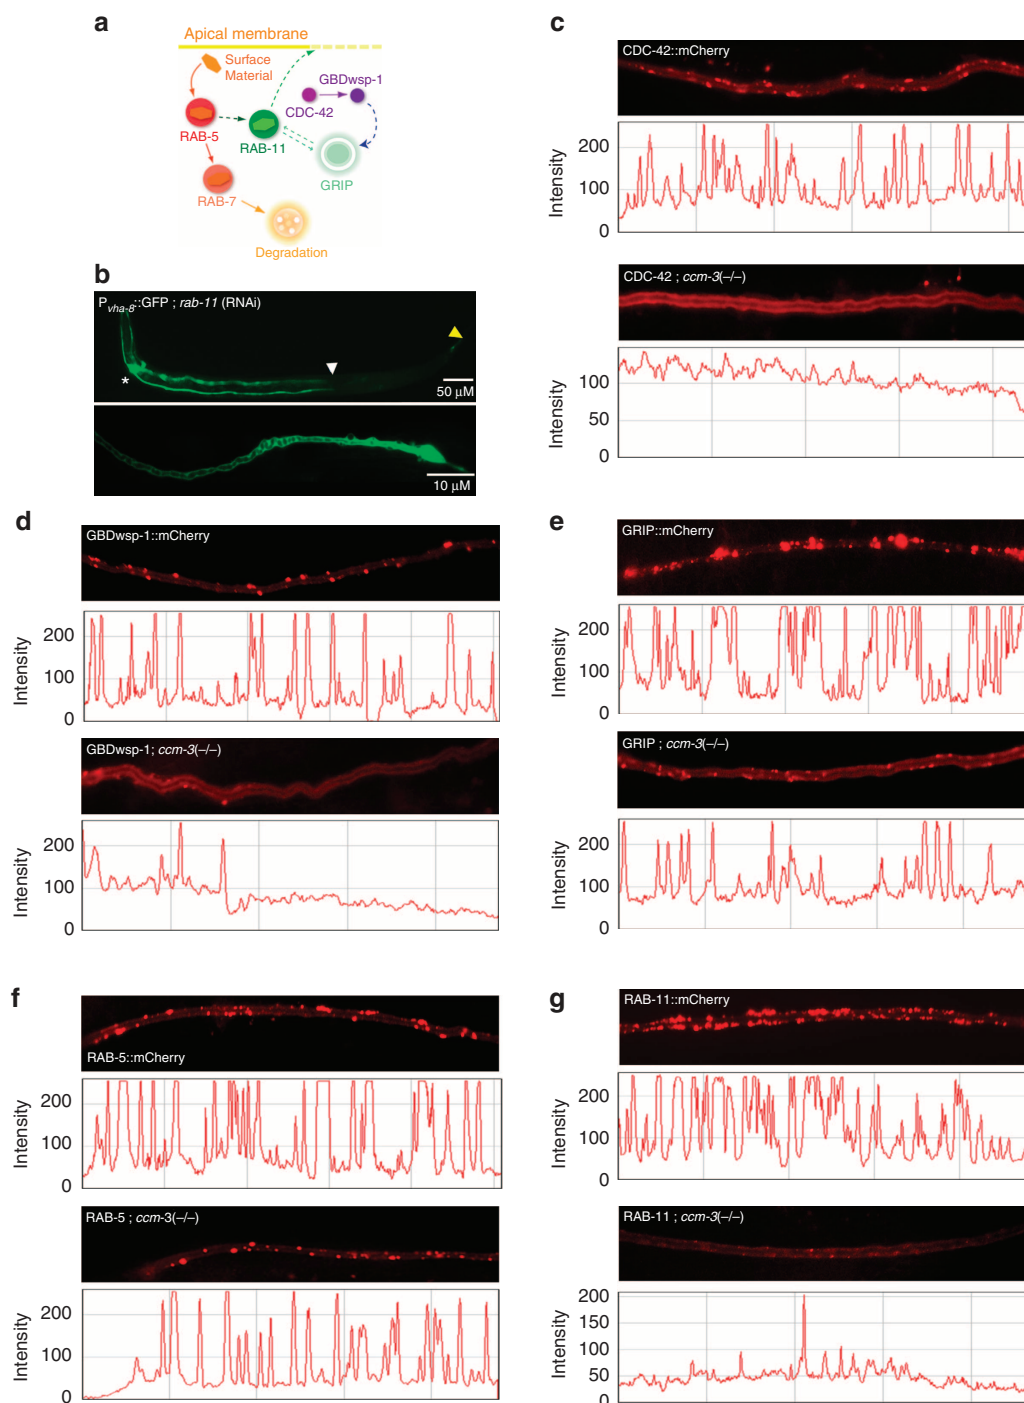 a
Apical membrane
Surface
Material
GBDwsp-1
CDC-42
RAB-5
RAB-11
GRIP
RAB-7
Degradation
b
Pvha-8::GFP ; rab-11 (RNAi)
*
50 µM
10 µM
c
CDC-42::mCherry
Intensity
200
100
0
CDC-42 ; ccm-3(–/–)
Intensity
100
50
0
d
GBDwsp-1::mCherry
Intensity
200
100
0
GBDwsp-1; ccm-3(–/–)
Intensity
200
100
0
e
GRIP::mCherry
Intensity
200
100
0
GRIP ; ccm-3(–/–)
Intensity
200
100
0
f
RAB-5::mCherry
Intensity
200
100
0
RAB-5 ; ccm-3(–/–)
Intensity
200
100
0
g
RAB-11::mCherry
Intensity
200
100
0
RAB-11 ; ccm-3(–/–)
Intensity
200
150
100
50
0